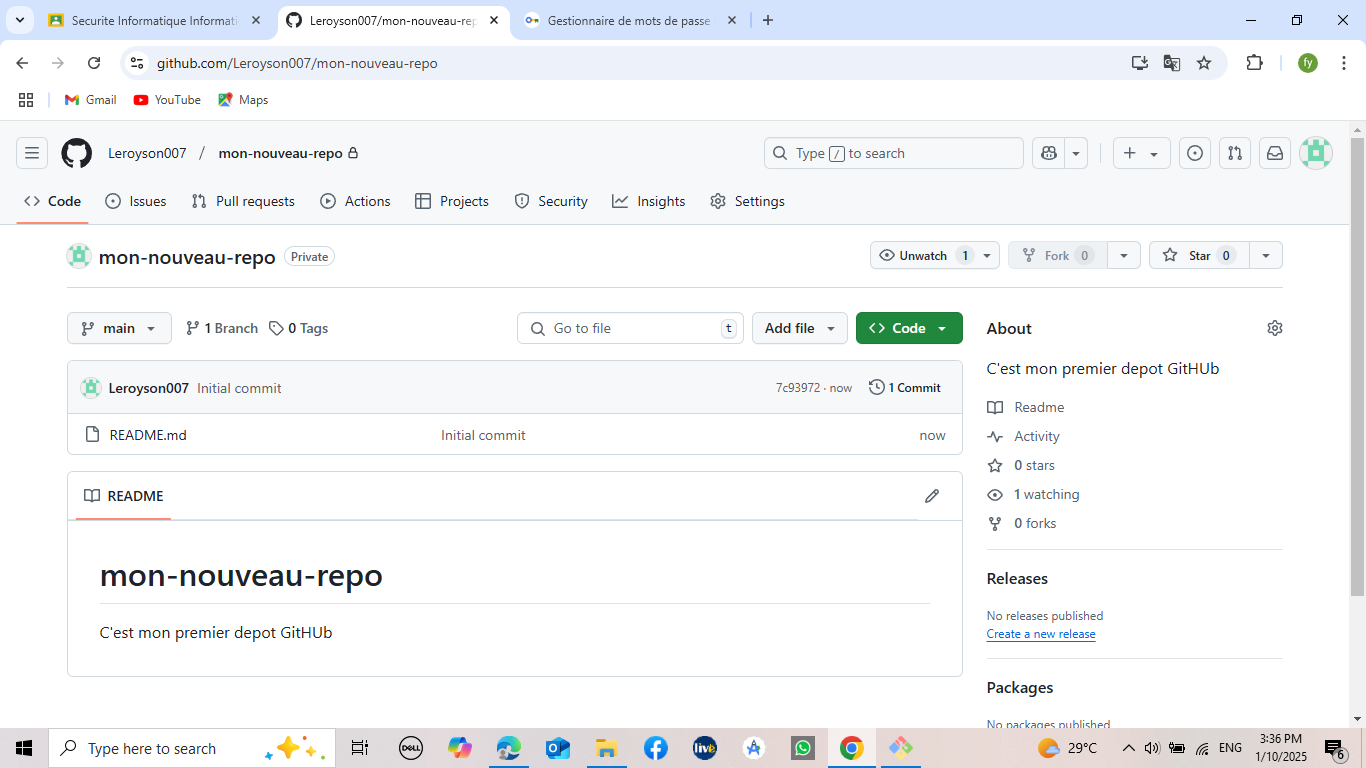 Securite Informatique Informati
Leroyson007/mon-nouveau-rep
Gestionnaire de mots de passe
github.com/Leroyson007/mon-nouveau-repo
fy
Gmail
YouTube
Maps
Leroyson007 / mon-nouveau-repo
Type / to search
Code
Issues
Pull requests
Actions
Projects
Security
Insights
Settings
mon-nouveau-repo Private
Unwatch 1
Fork 0
Star 0
main
1 Branch
0 Tags
Go to file t
Add file
Code
About
C'est mon premier depot GitHUb
Leroyson007 Initial commit
7c93972 · now
1 Commit
README.md Initial commit now
Readme
Activity
0 stars
1 watching
0 forks
README
mon-nouveau-repo
C'est mon premier depot GitHUb
Releases
No releases published
Create a new release
Packages
No packages published
Type here to search
DELL
live
A
29°C
ENG
3:36 PM
1/10/2025
6